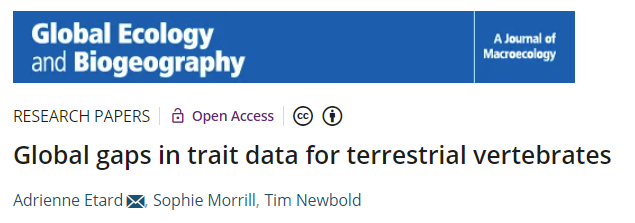 Global Ecology
and Biogeography
A Journal of
Macroecology
RESEARCH PAPERS Open Access cc
Global gaps in trait data for terrestrial vertebrates
Adrienne Etard, Sophie Morrill, Tim Newbold